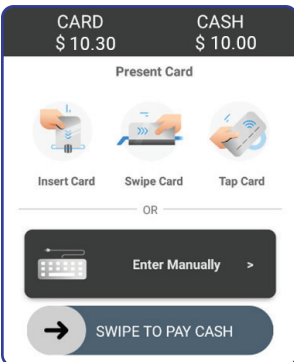 CARD CASH
$ 10.30 $ 10.00
Present Card
Insert Card Swipe Card Tap Card
OR
Enter Manually >
SWIPE TO PAY CASH